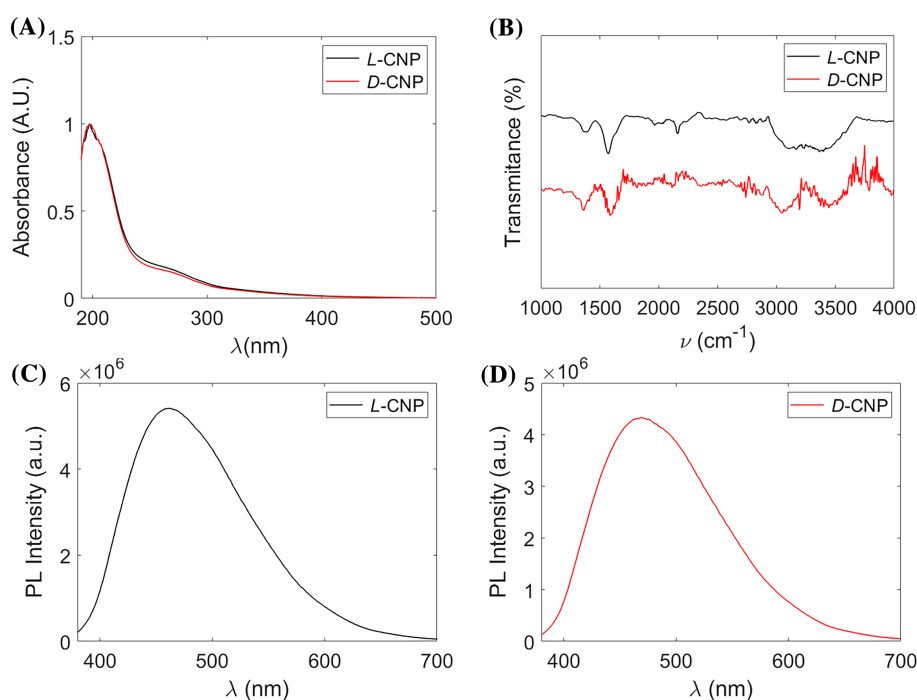 (A)
Absorbance (A.U.)
1.5
1
0.5
0
200
300
400
500
λ(nm)
L-CNP
D-CNP
(B)
Transmitance (%)
1000
1500
2000
2500
3000
3500
4000
ν (cm⁻¹)
L-CNP
D-CNP
(C)
×10⁶
PL Intensity (a.u.)
6
4
2
0
400
500
600
700
λ (nm)
L-CNP
(D)
×10⁶
PL Intensity (a.u.)
5
4
3
2
1
0
400
500
600
700
λ (nm)
D-CNP